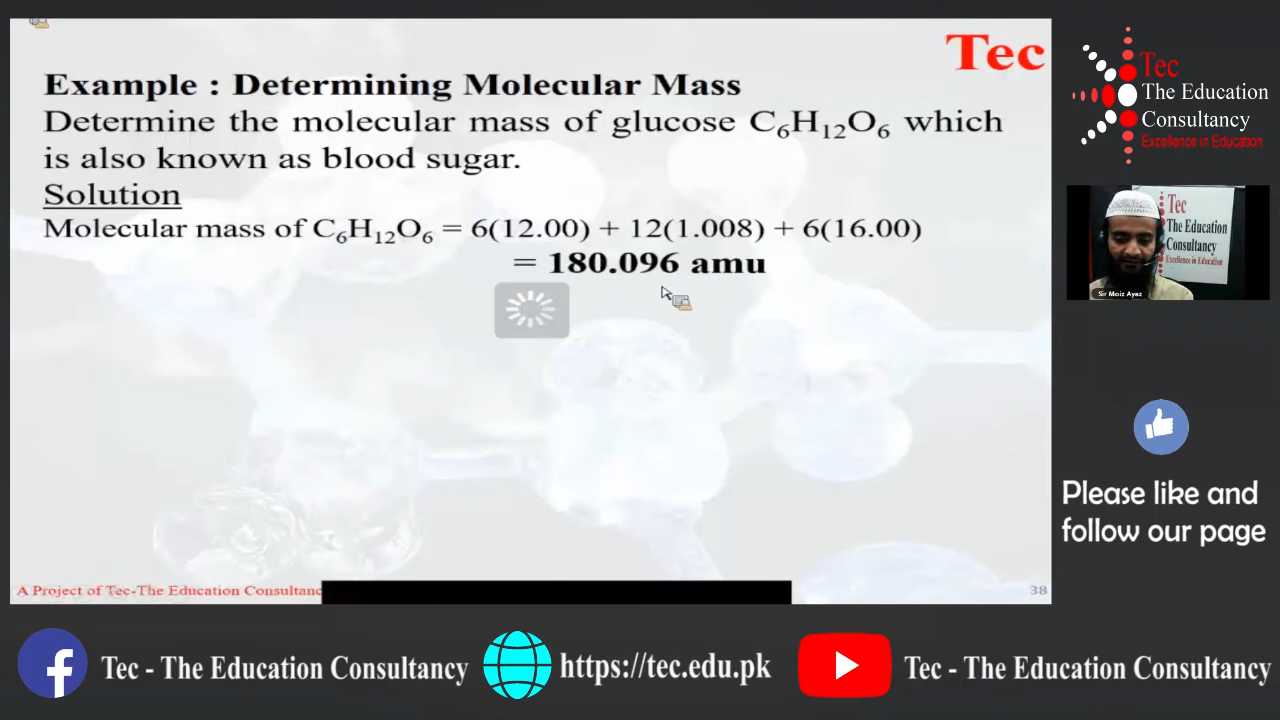 Tec
Example : Determining Molecular Mass
Determine the molecular mass of glucose C₆H₁₂O₆ which
is also known as blood sugar.
Solution
Molecular mass of C₆H₁₂O₆ = 6(12.00) + 12(1.008) + 6(16.00)
= 180.096 amu
A Project of Tec-The Education Consultanc
38
Tec
The Education
Consultancy
Excellence in Education
Tec
The Education
Consultancy
Excellence in Education
Sir Moiz Ayaz
Please like and
follow our page
Tec - The Education Consultancy
https://tec.edu.pk
Tec - The Education Consultancy